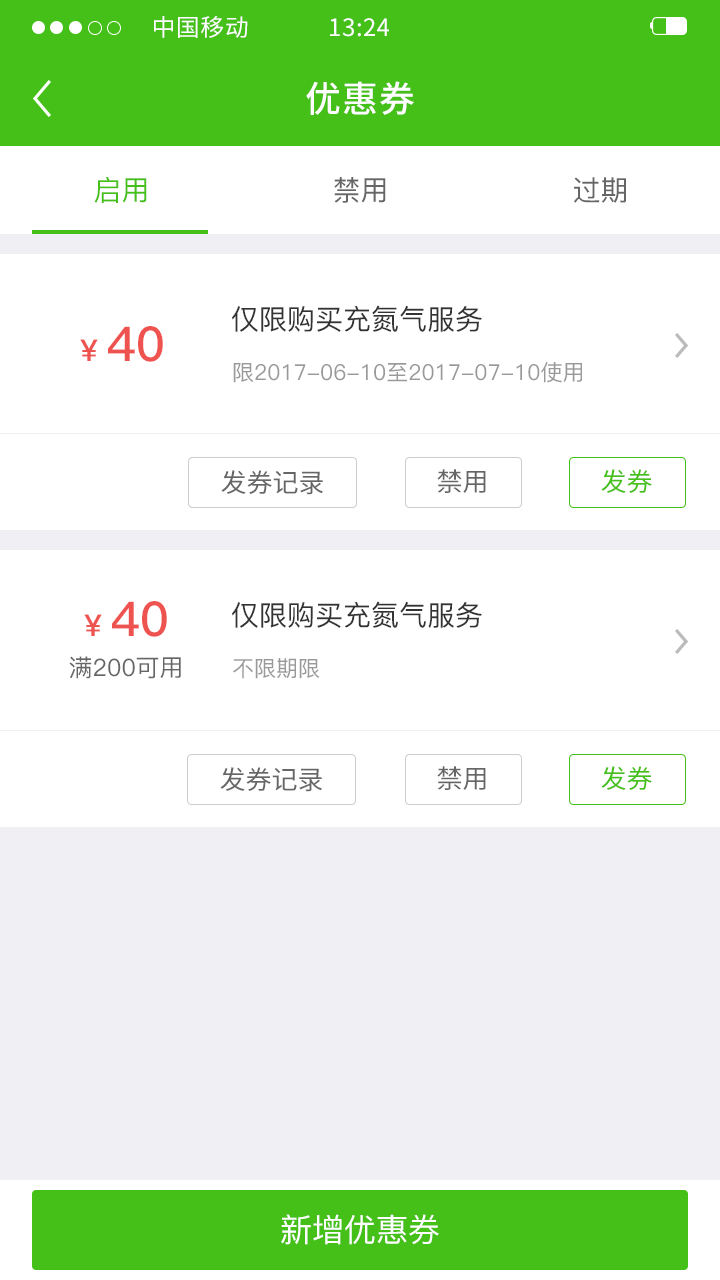 中国移动 13:24
优惠券
启用 禁用 过期
仅限购买充氮气服务
¥ 40
限2017-06-10至2017-07-10使用
发券记录 禁用 发券
¥ 40 仅限购买充氮气服务
满200可用 不限期限
发券记录 禁用 发券
新增优惠券